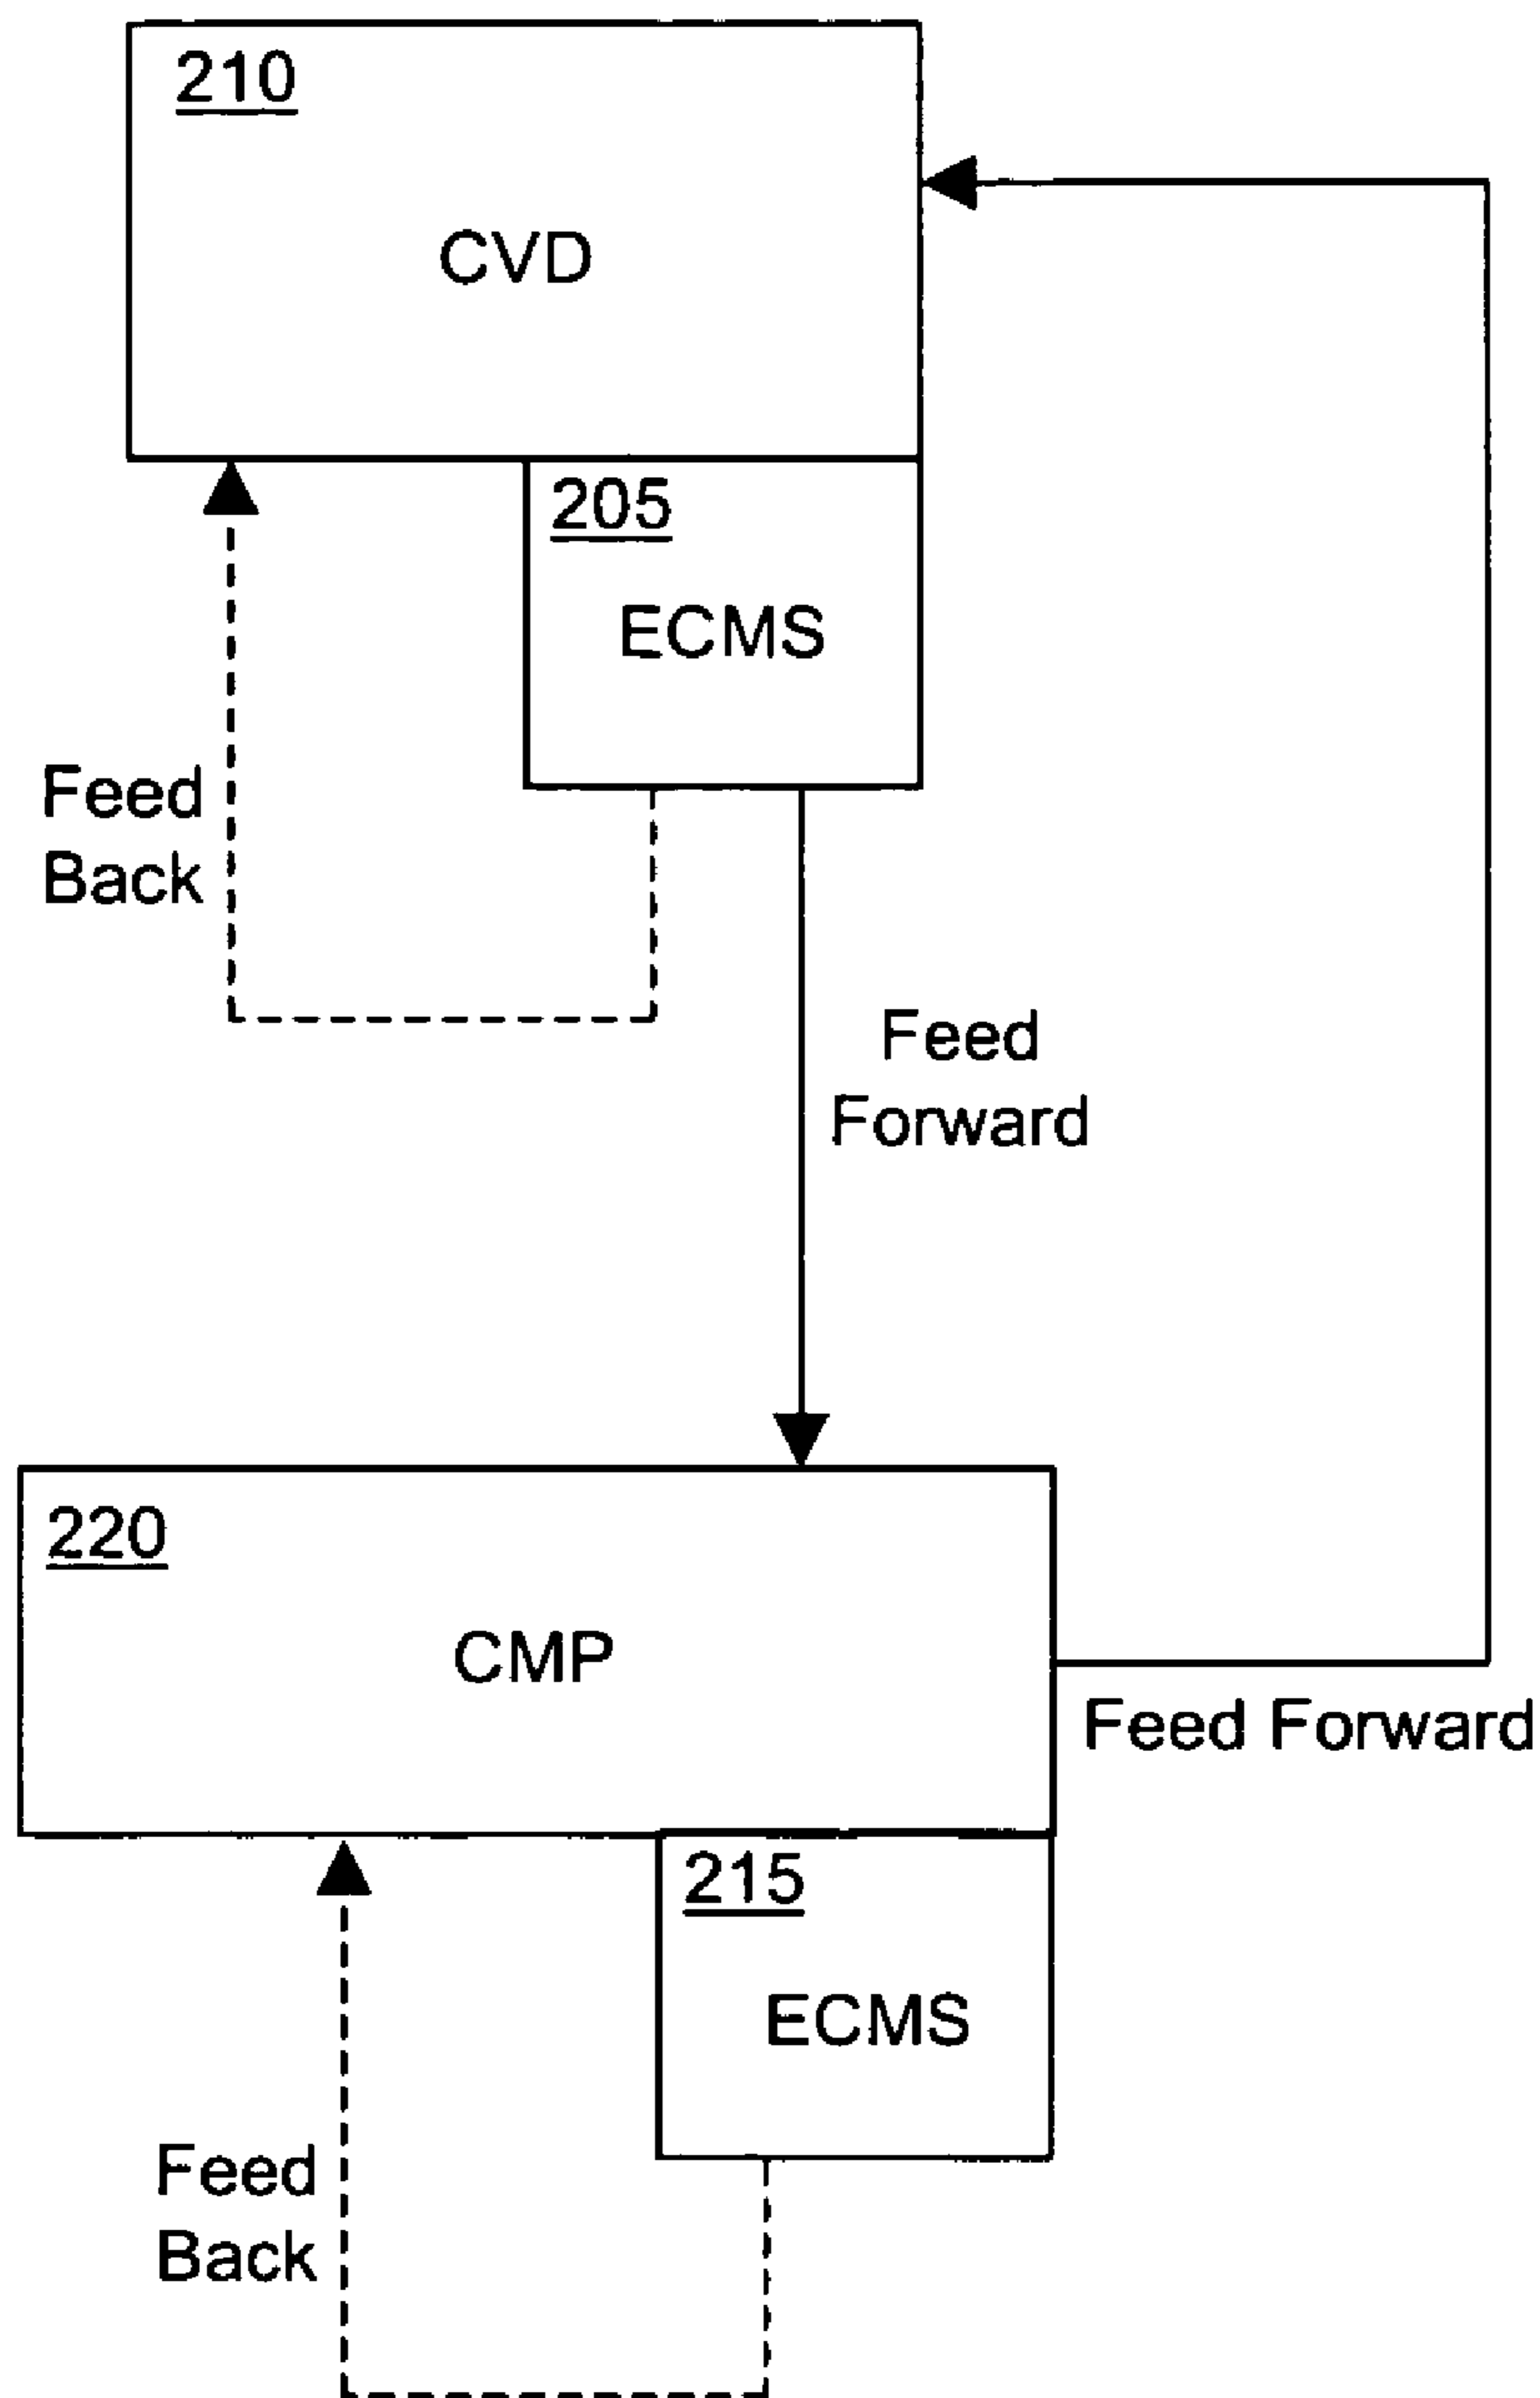 210
CVD
205
ECMS
Feed
Back
Feed
Forward
220
CMP
Feed Forward
215
ECMS
Feed
Back